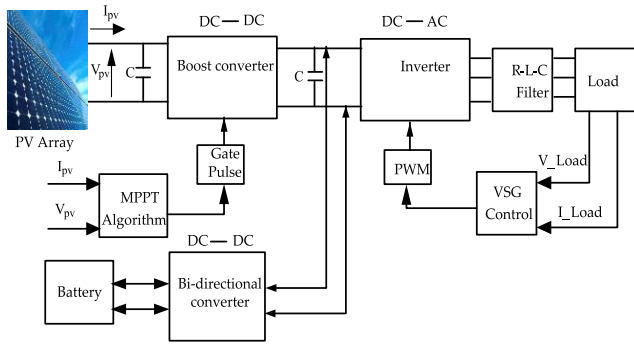 I_pv
DC — DC
DC — AC
V_pv
C
Boost converter
C
Inverter
R-L-C
Filter
Load
PV Array
I_pv
V_pv
MPPT
Algorithm
Gate
Pulse
PWM
VSG
Control
V_Load
I_Load
DC — DC
Battery
Bi-directional
converter